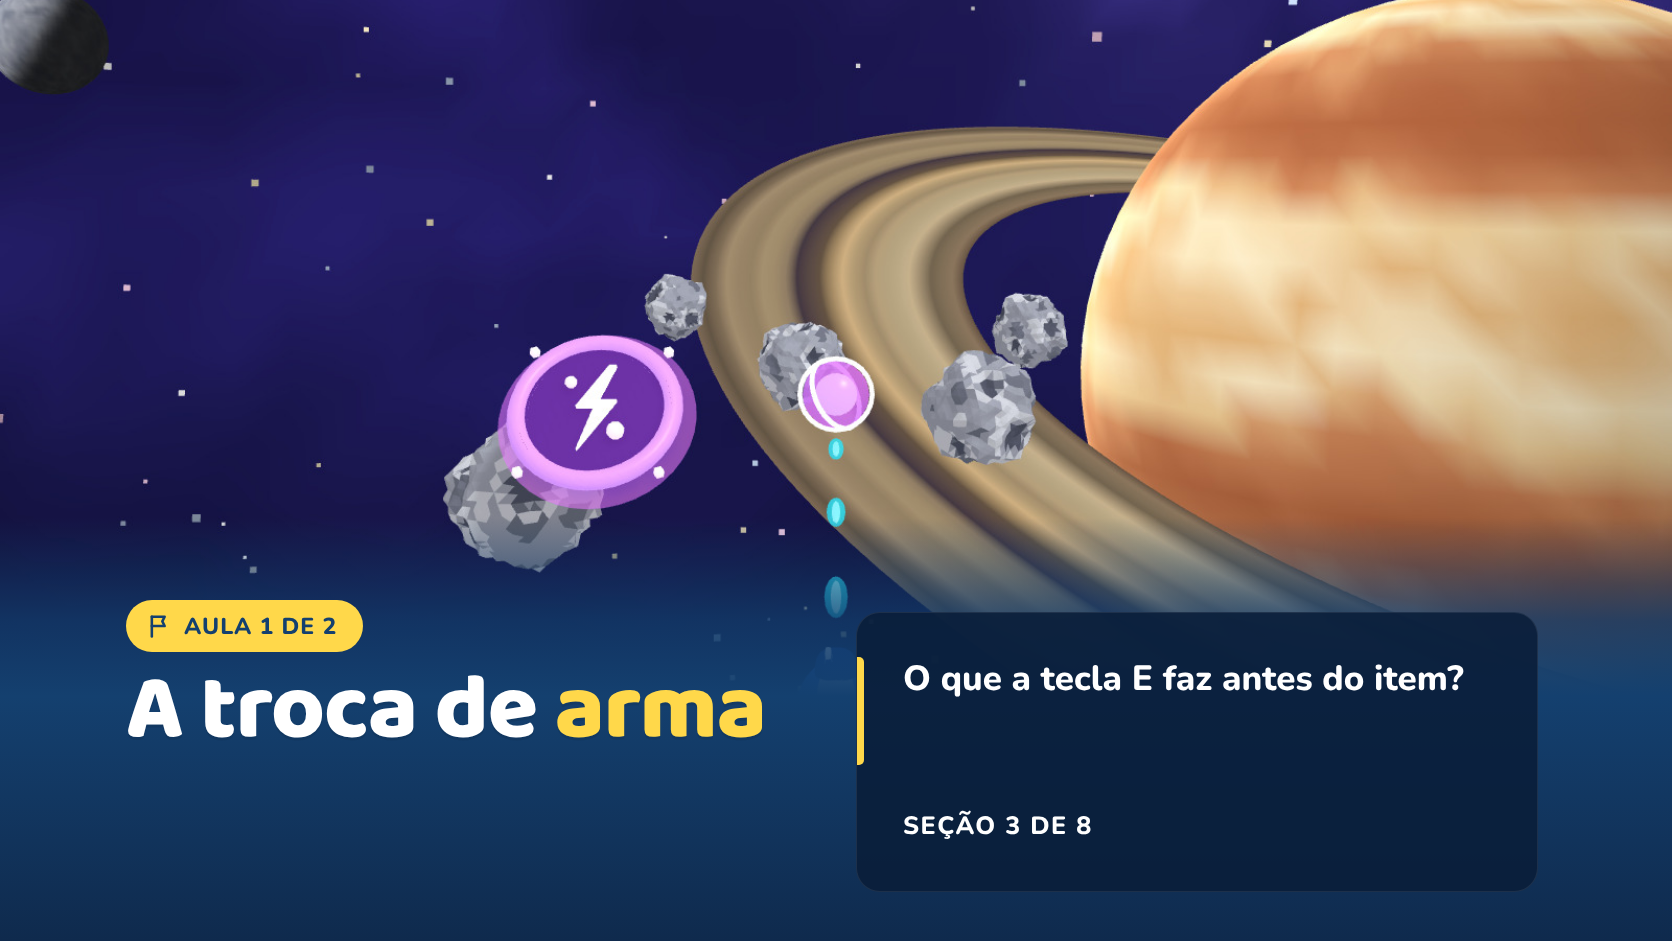 AULA 1 DE 2
A troca de arma
O que a tecla E faz antes do item?
SEÇÃO 3 DE 8